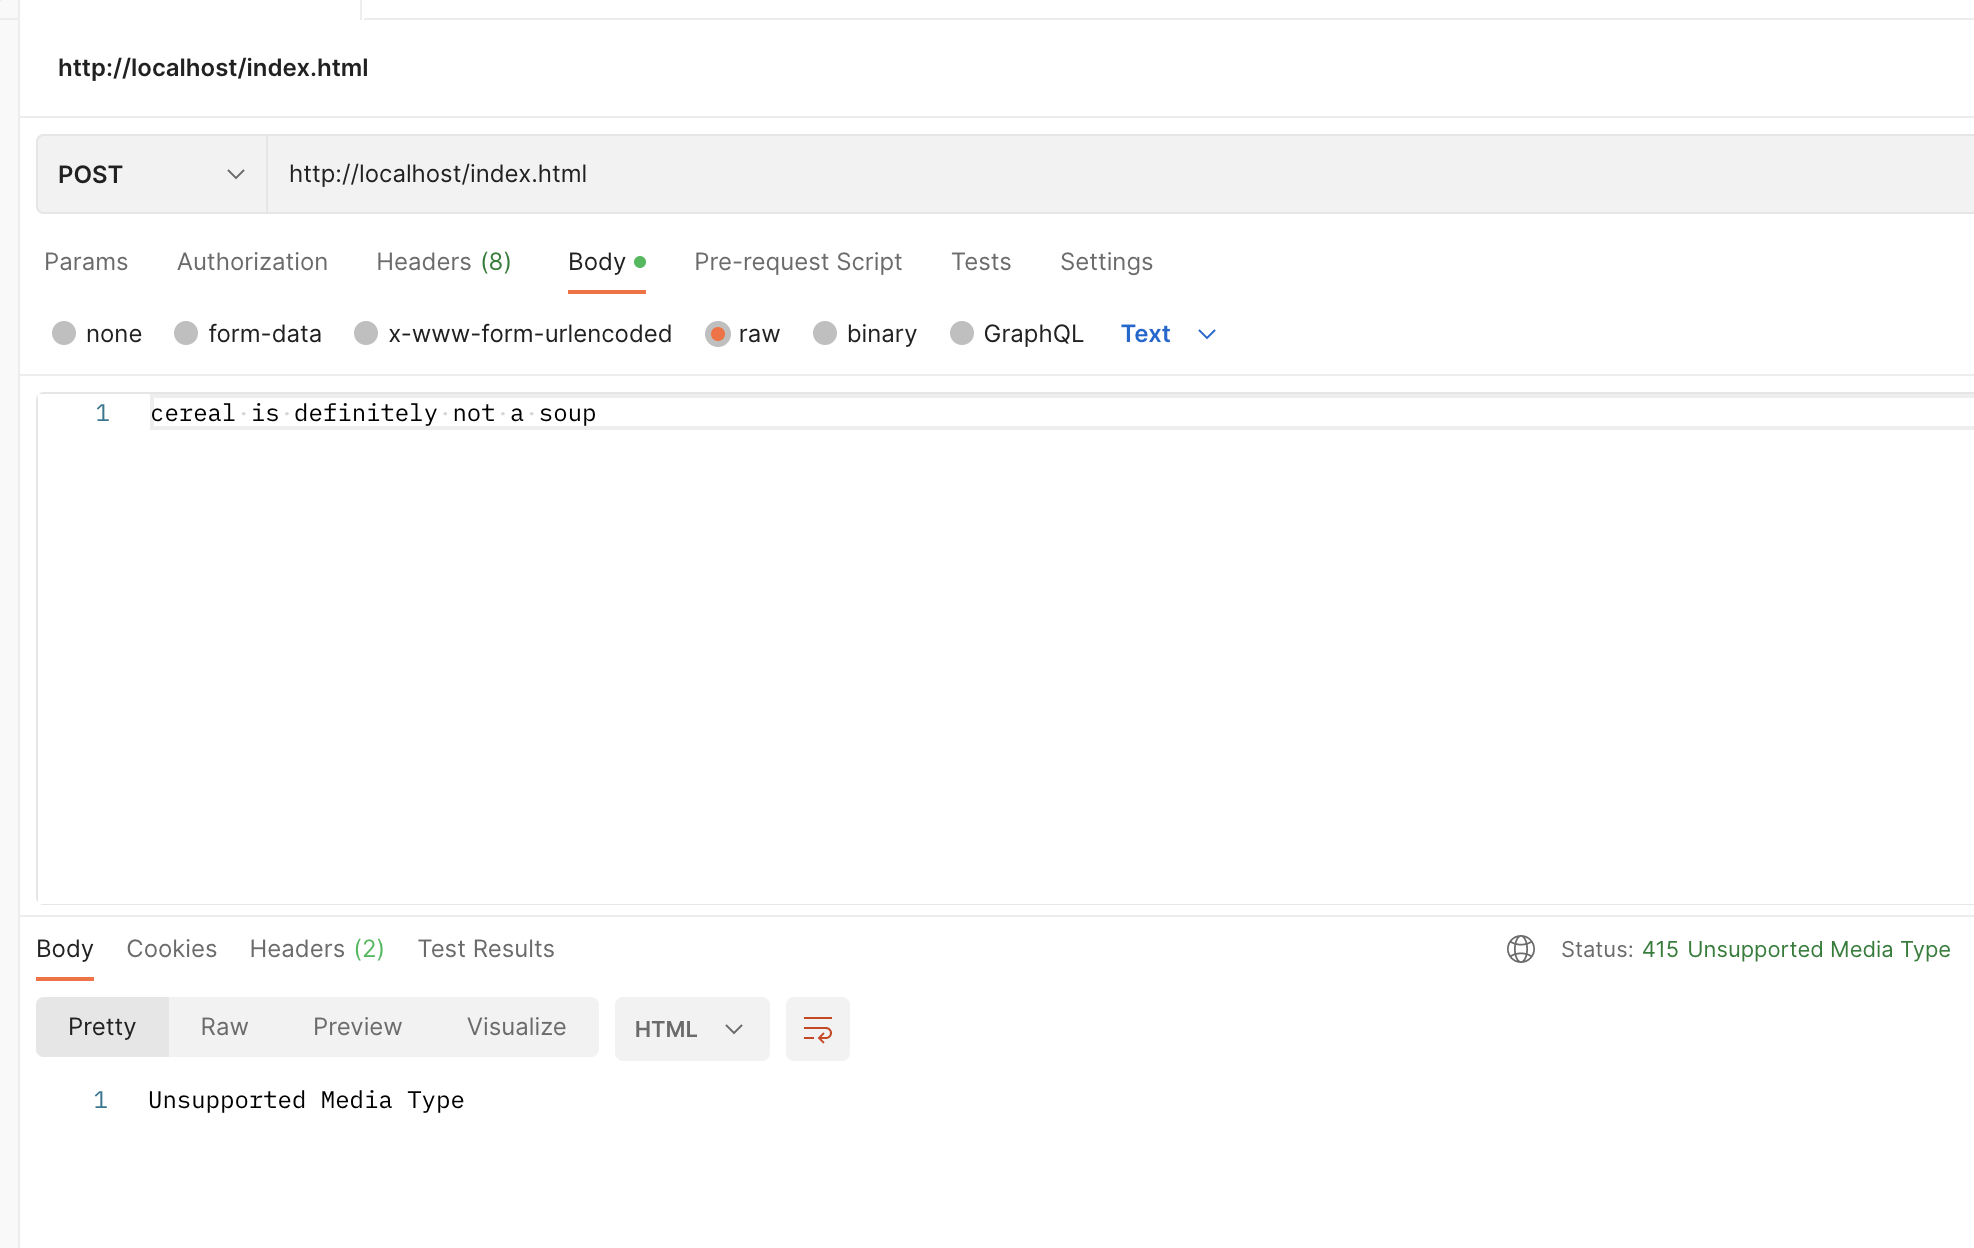 http://localhost/index.html
POST http://localhost/index.html
Params Authorization Headers (8) Body Pre-request Script Tests Settings
none form-data x-www-form-urlencoded raw binary GraphQL Text
1 cereal is definitely not a soup
Body Cookies Headers (2) Test Results Status: 415 Unsupported Media Type
Pretty Raw Preview Visualize HTML
1 Unsupported Media Type